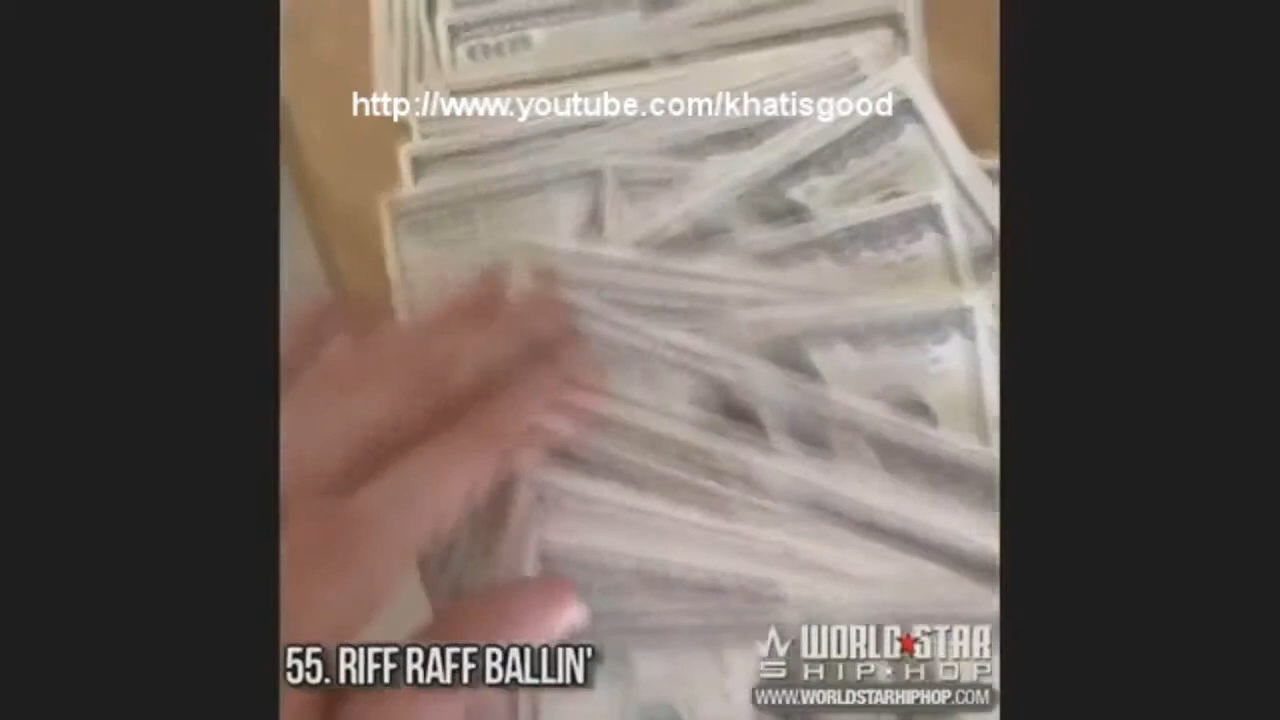 http://www.youtube.com/khatisgood
55. RIFF RAFF BALLIN'
WORLD STAR
HIP HOP
WWW.WORLDSTARHIPHOP.COM